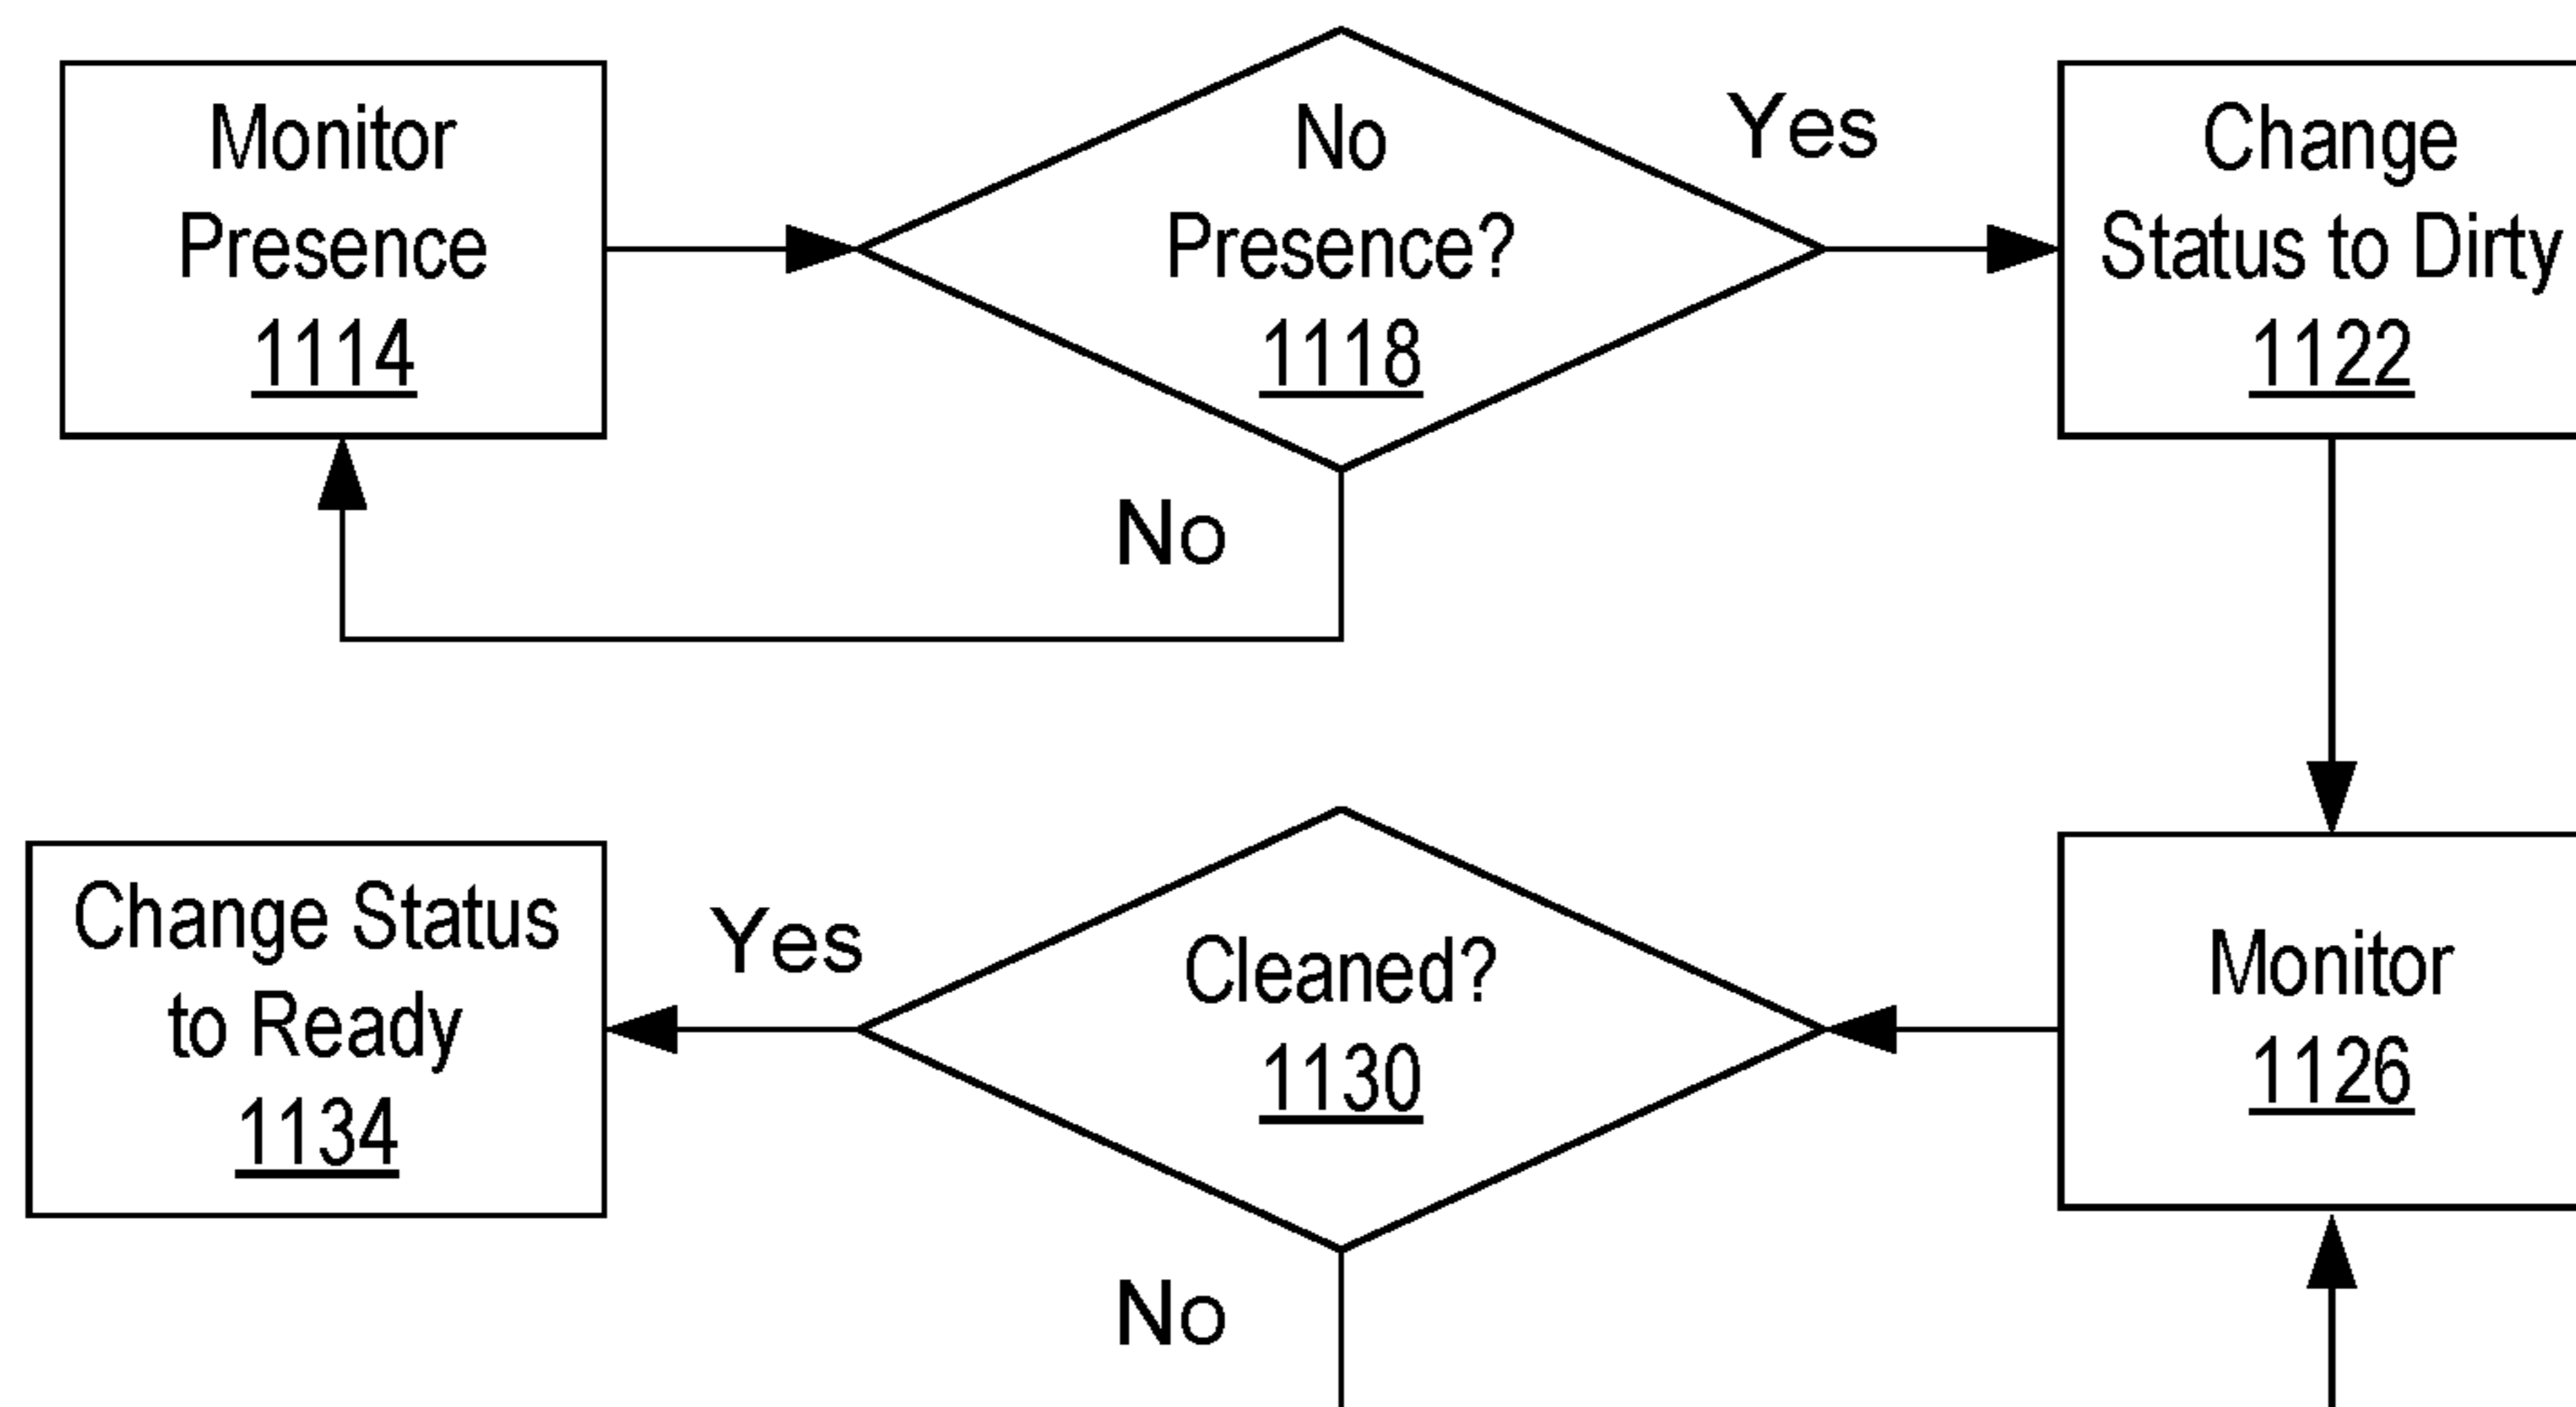 Monitor
Presence
1114
No
Presence?
1118
Yes
No
Change
Status to Dirty
1122
Monitor
1126
Cleaned?
1130
Yes
No
Change Status
to Ready
1134